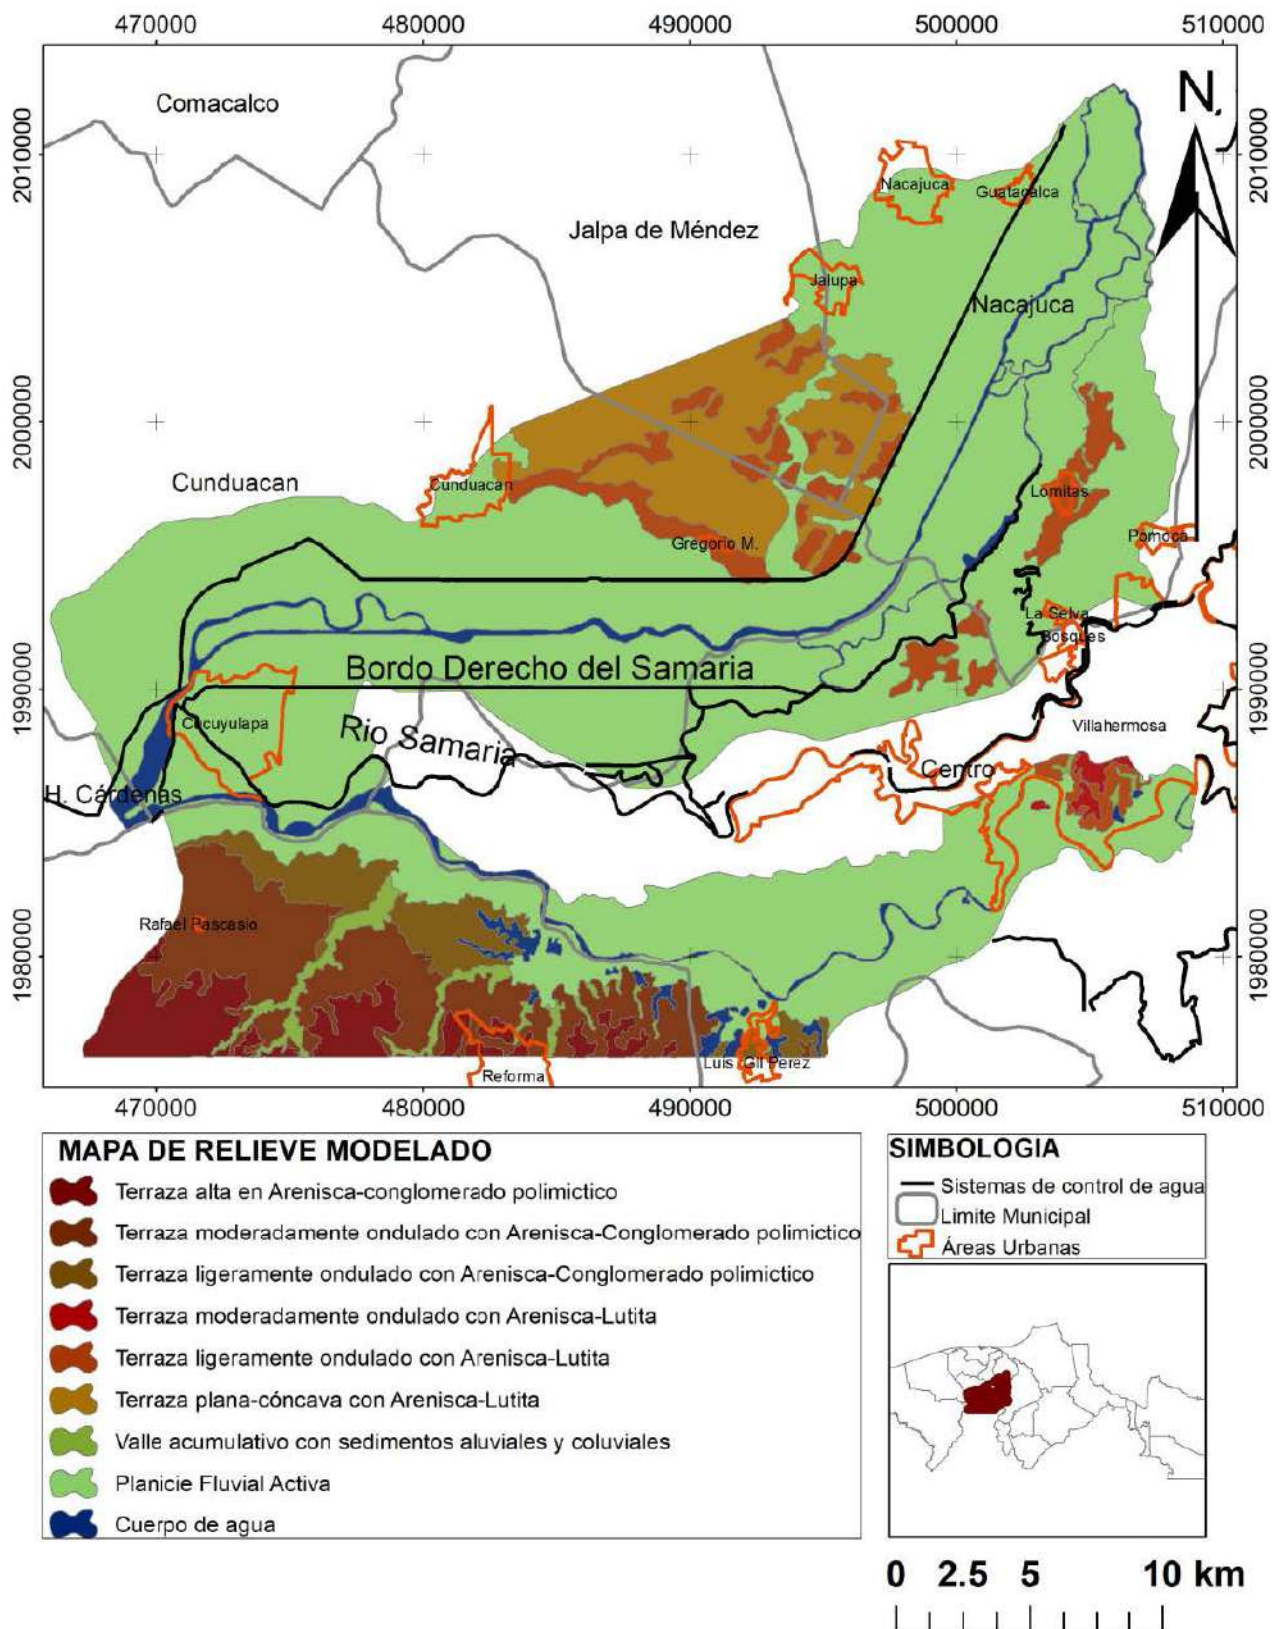 470000 480000 490000 500000 510000
2010000
2000000
1990000
1980000
N
2010000
2000000
1990000
1980000
Comacalco
Jalpa de Méndez
Nacajuca
Guatacalca
Jalupa
Nacajuca
Cunduacan
Cunduacan
Gregorio M.
Lomitas
Pomoca
La Selva
Bosques
Bordo Derecho del Samaria
Cucuyulapa
Rio Samaria
Villahermosa
Centro
H. Cárdenas
Rafael Pascasio
Luis Gil Perez
Reforma
470000 480000 490000 500000 510000
MAPA DE RELIEVE MODELADO
Terraza alta en Arenisca-conglomerado polimictico
Terraza moderadamente ondulado con Arenisca-Conglomerado polimictico
Terraza ligeramente ondulado con Arenisca-Conglomerado polimictico
Terraza moderadamente ondulado con Arenisca-Lutita
Terraza ligeramente ondulado con Arenisca-Lutita
Terraza plana-cóncava con Arenisca-Lutita
Valle acumulativo con sedimentos aluviales y coluviales
Planicie Fluvial Activa
Cuerpo de agua
SIMBOLOGIA
Sistemas de control de agua
Limite Municipal
Áreas Urbanas
0 2.5 5 10 km